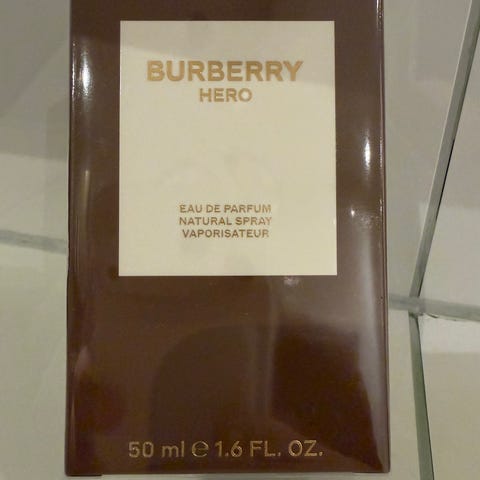 BURBERRY
HERO
EAU DE PARFUM
NATURAL SPRAY
VAPORISATEUR
50 ml ℮ 1.6 FL. OZ.